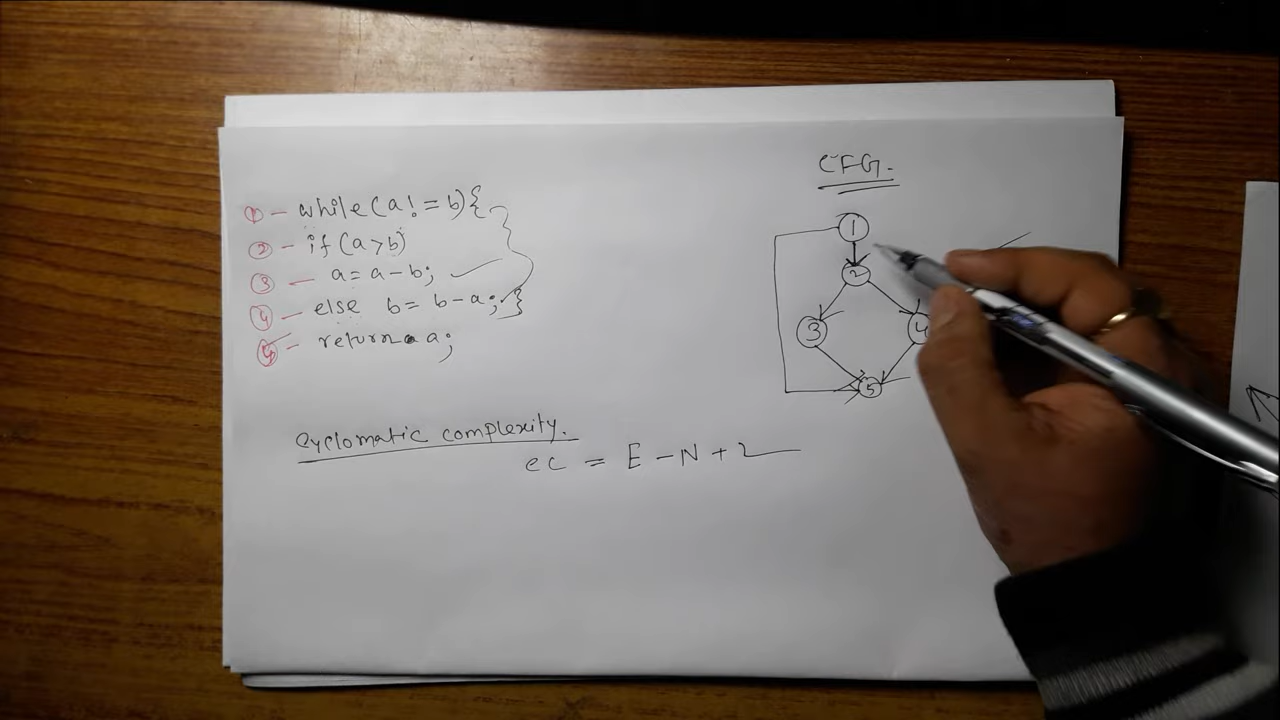 1 - while(a! = b){
2 - if(a>b)
3 - a= a-b;
4 - else b= b-a; }
5 - return a;
Cyclomatic complexity.
cc = E-N+2
CFG.
1
2
3
4
5